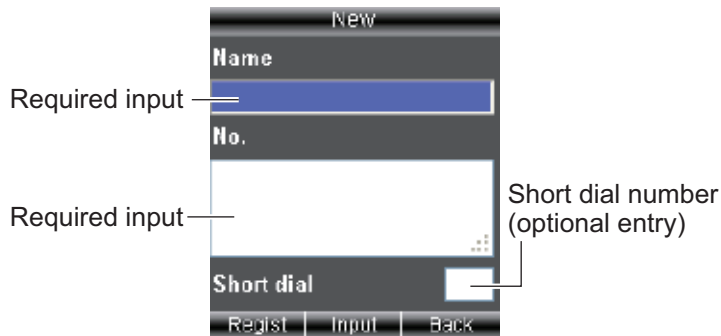 New
Name
Required input
No.
Required input
Short dial number
(optional entry)
Short dial
Regist Input Back